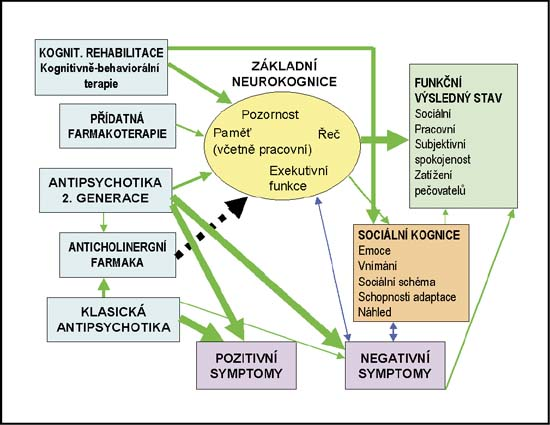 KOGNIT. REHABILITACE
Kognitivně-behaviorální
terapie
PŘÍDATNÁ
FARMAKOTERAPIE
ANTIPSYCHOTIKA
2. GENERACE
ANTICHOLINERGNÍ
FARMAKA
KLASICKÁ
ANTIPSYCHOTIKA
ZÁKLADNÍ
NEUROKOGNICE
Pozornost
Paměť
Řeč
(včetně pracovní)
Exekutivní
funkce
POZITIVNÍ
SYMPTOMY
NEGATIVNÍ
SYMPTOMY
FUNKČNÍ
VÝSLEDNÝ STAV
Sociální
Pracovní
Subjektivní
spokojenost
Zatížení
pečovatelů
SOCIÁLNÍ KOGNICE
Emoce
Vnímání
Sociální schéma
Schopnosti adaptace
Náhled